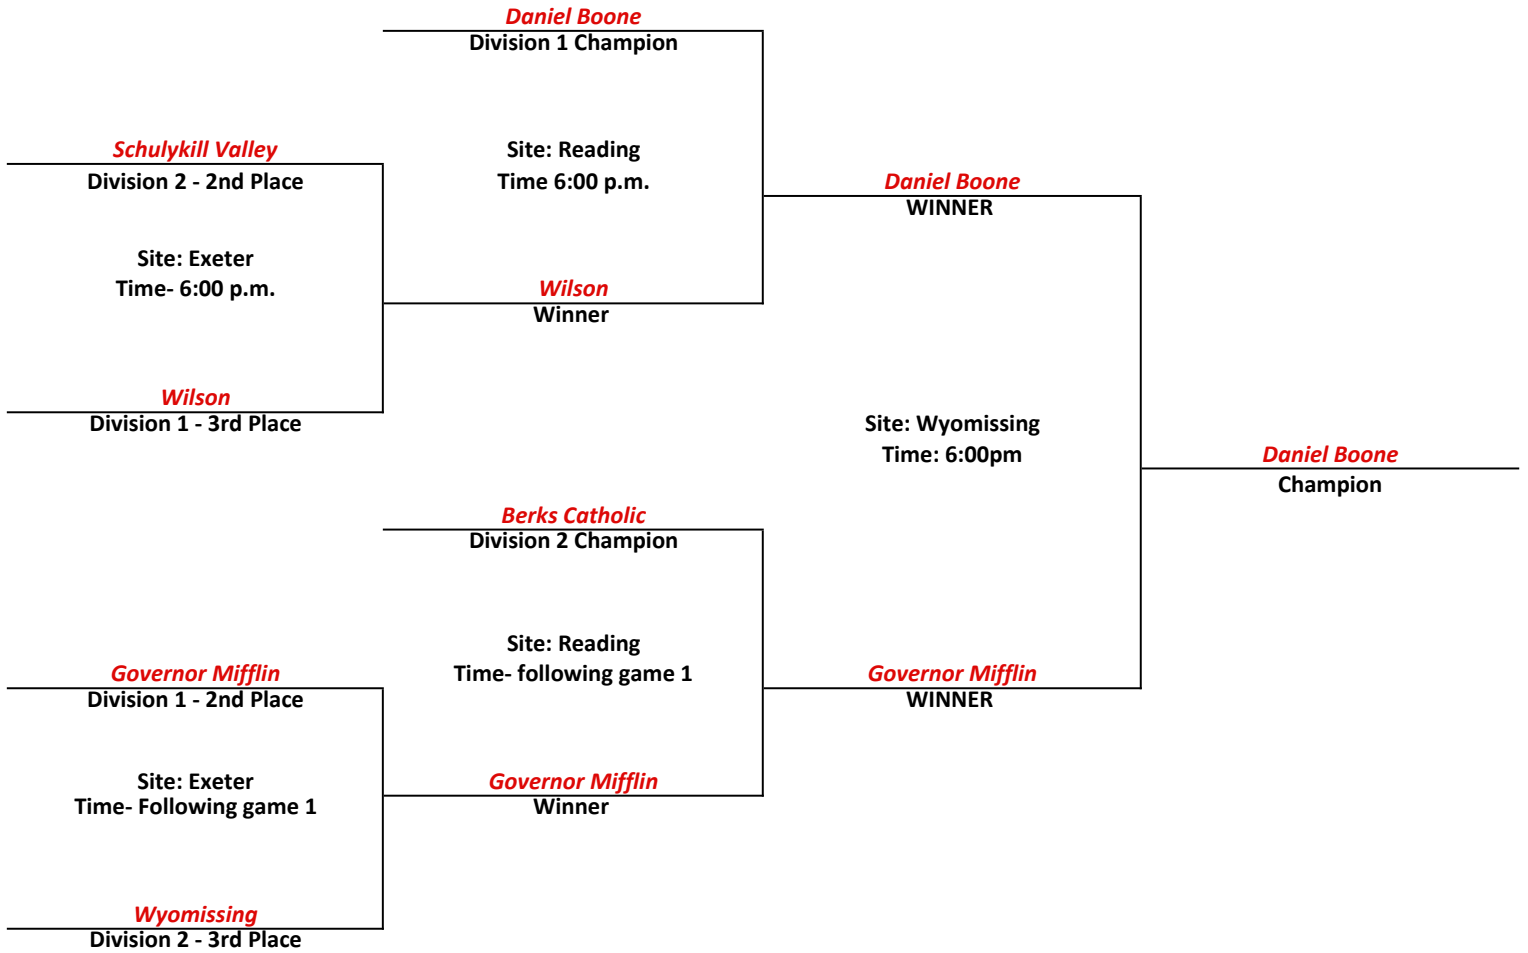 Daniel Boone
Division 1 Champion
Schulykill Valley
Division 2 - 2nd Place
Site: Reading
Time 6:00 p.m.
Daniel Boone
WINNER
Site: Exeter
Time- 6:00 p.m.
Wilson
Winner
Wilson
Division 1 - 3rd Place
Site: Wyomissing
Time: 6:00pm
Daniel Boone
Champion
Berks Catholic
Division 2 Champion
Site: Reading
Time- following game 1
Governor Mifflin
Division 1 - 2nd Place
Governor Mifflin
WINNER
Site: Exeter
Time- Following game 1
Governor Mifflin
Winner
Wyomissing
Division 2 - 3rd Place